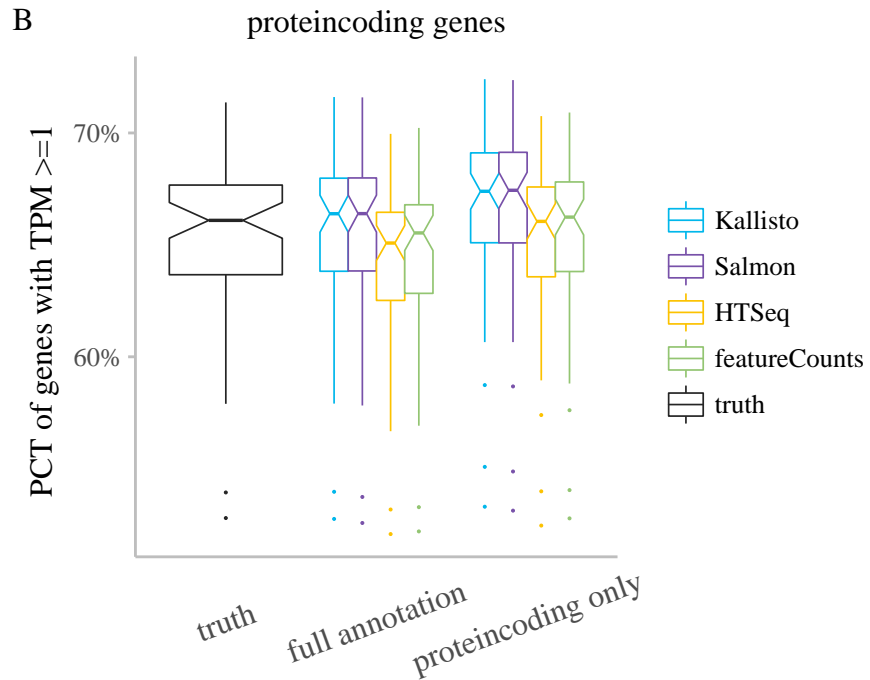 B
proteincoding genes
PCT of genes with TPM >=1
70%
60%
truth
full annotation
proteincoding only
Kallisto
Salmon
HTSeq
featureCounts
truth